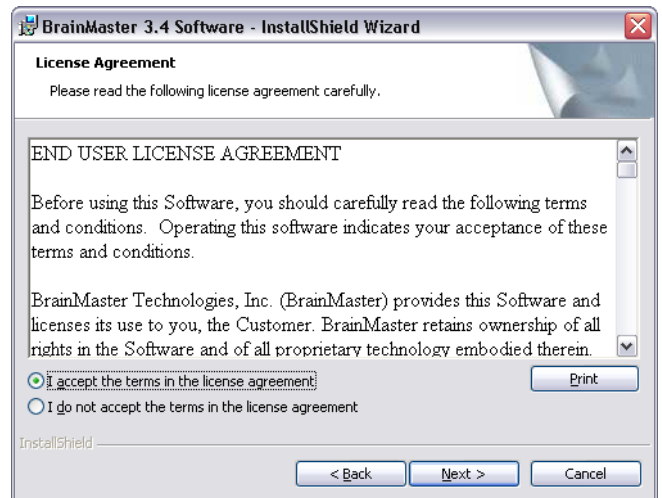 BrainMaster 3.4 Software - InstallShield Wizard
License Agreement
Please read the following license agreement carefully.
END USER LICENSE AGREEMENT
Before using this Software, you should carefully read the following terms
and conditions.  Operating this software indicates your acceptance of these
terms and conditions.
BrainMaster Technologies, Inc. (BrainMaster) provides this Software and
licenses its use to you, the Customer. BrainMaster retains ownership of all
rights in the Software and of all proprietary technology embodied therein.
I accept the terms in the license agreement
Print
I do not accept the terms in the license agreement
InstallShield
< Back
Next >
Cancel